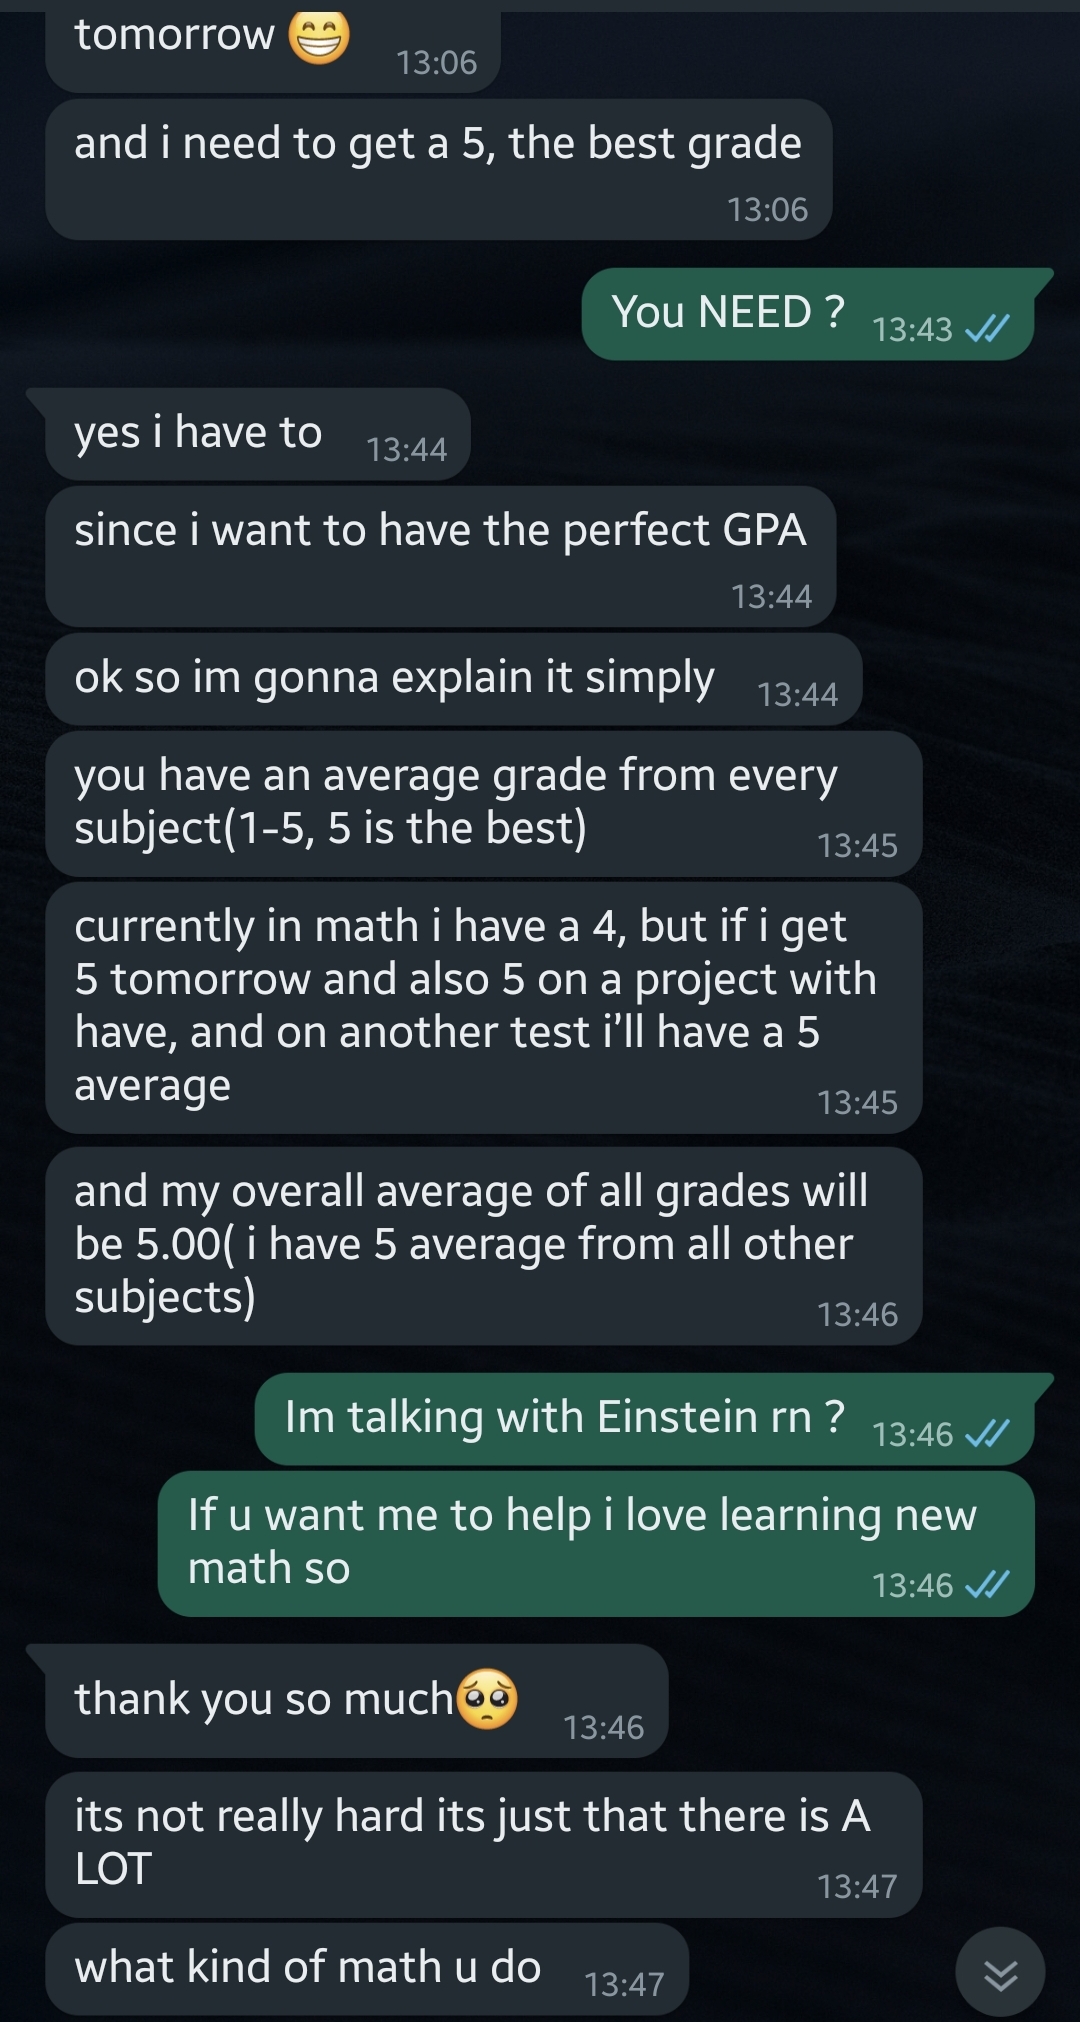 tomorrow 😁 13:06
and i need to get a 5, the best grade
13:06
You NEED ? 13:43
yes i have to 13:44
since i want to have the perfect GPA
13:44
ok so im gonna explain it simply 13:44
you have an average grade from every
subject(1-5, 5 is the best) 13:45
currently in math i have a 4, but if i get
5 tomorrow and also 5 on a project with
have, and on another test i'll have a 5
average 13:45
and my overall average of all grades will
be 5.00( i have 5 average from all other
subjects) 13:46
Im talking with Einstein rn ? 13:46
If u want me to help i love learning new
math so 13:46
thank you so much🥺 13:46
its not really hard its just that there is A
LOT 13:47
what kind of math u do 13:47